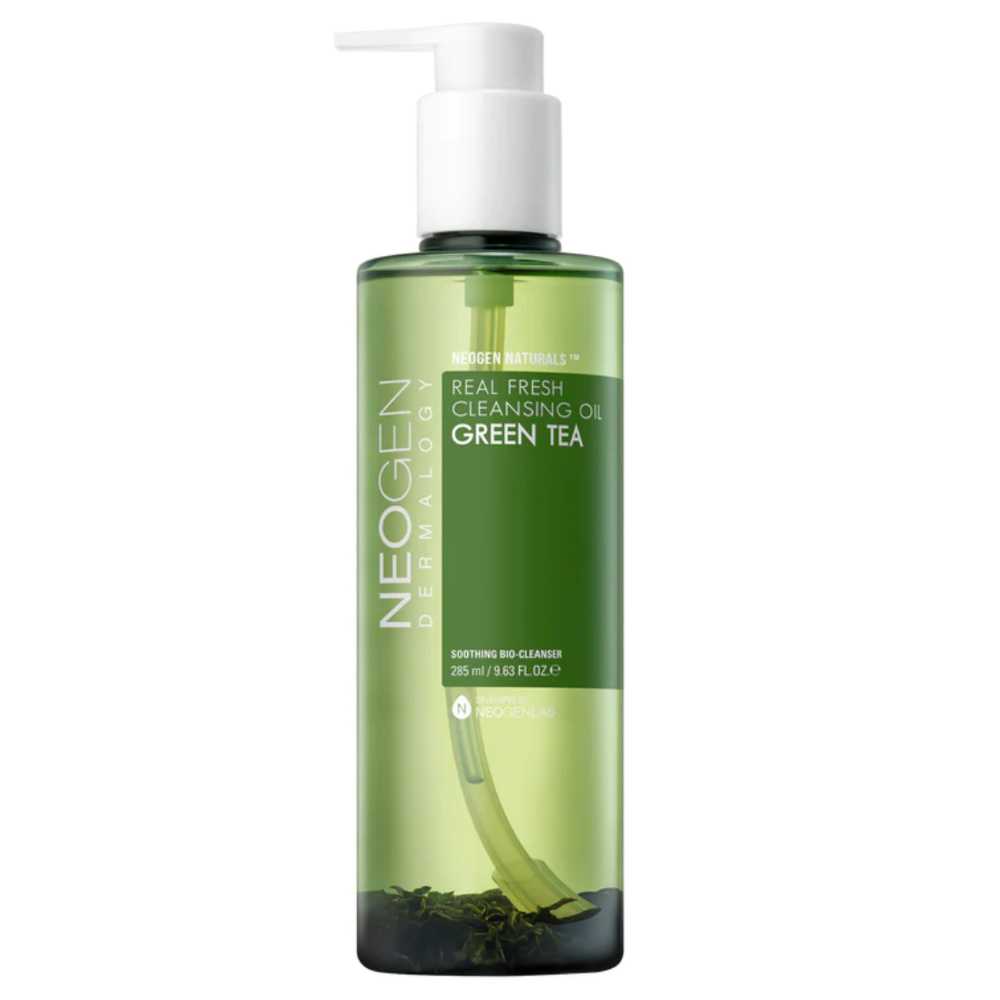 NEOGEN
DERMALOGY
NEOGEN NATURALS™
REAL FRESH
CLEANSING OIL
GREEN TEA
SOOTHING BIO-CLEANSER
285 ml / 9.63 FL.OZ.℮
N
NEOGENLAB